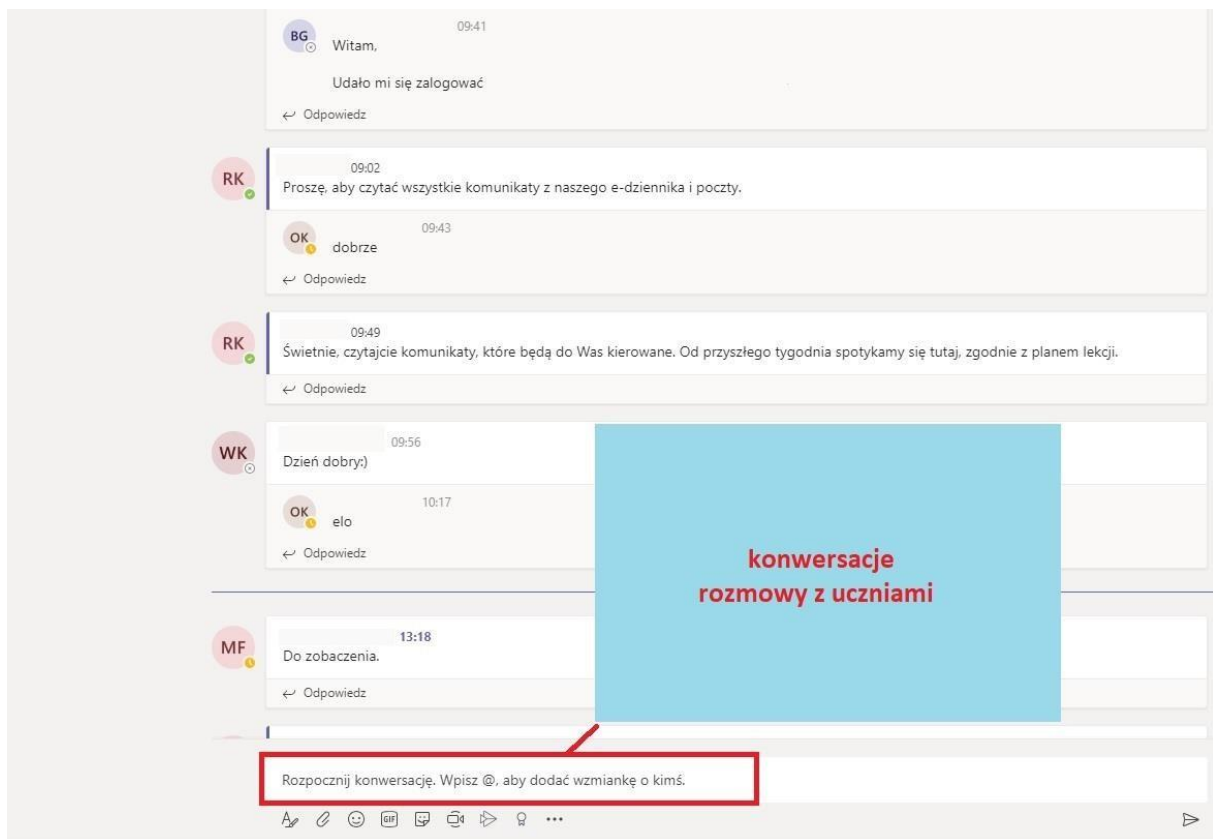 09:41
BG
Witam,
Udało mi się zalogować
Odpowiedz
RK
09:02
Proszę, aby czytać wszystkie komunikaty z naszego e-dziennika i poczty.
OK
09:43
dobrze
Odpowiedz
RK
09:49
Świetnie, czytajcie komunikaty, które będą do Was kierowane. Od przyszłego tygodnia spotykamy się tutaj, zgodnie z planem lekcji.
Odpowiedz
WK
09:56
Dzień dobry:)
OK
10:17
elo
Odpowiedz
konwersacje
rozmowy z uczniami
MF
13:18
Do zobaczenia.
Odpowiedz
Rozpocznij konwersację. Wpisz @, aby dodać wzmiankę o kimś.
GIF